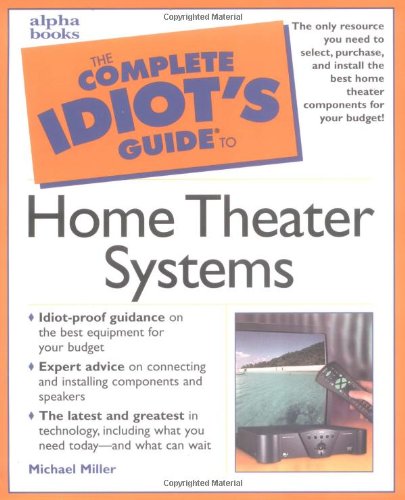 Copyrighted Material
alpha
books
THE
COMPLETE
IDIOT'S
GUIDE® TO
The only resource
you need to
select, purchase,
and install the
best home
theater
components for
your budget!
Home Theater
Systems
Idiot-proof guidance on
the best equipment for
your budget
Expert advice on connecting
and installing components and
speakers
The latest and greatest in
technology, including what you
need today—and what can wait
Michael Miller
Copyrighted Material